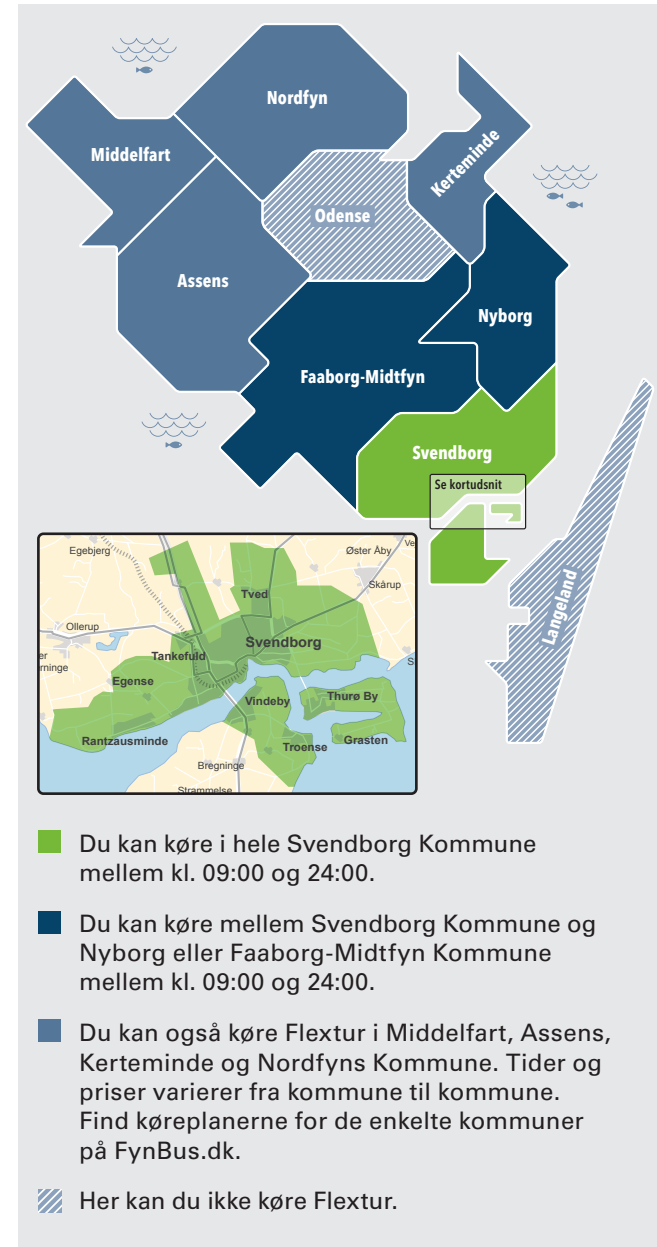 Nordfyn
Middelfart
Kerteminde
Odense
Assens
Nyborg
Faaborg-Midtfyn
Svendborg
Se kortudsnit
Langeland
Egebjerg
Øster Åby
Ve
Skårup
Tved
Ollerup
Svendborg
Tankefuld
er
rninge
S
Egense
Vindeby
Thurø By
Rantzausminde
Troense
Grasten
Bregninge
Strammelse
Du kan køre i hele Svendborg Kommune
mellem kl. 09:00 og 24:00.
Du kan køre mellem Svendborg Kommune og
Nyborg eller Faaborg-Midtfyn Kommune
mellem kl. 09:00 og 24:00.
Du kan også køre Flextur i Middelfart, Assens,
Kerteminde og Nordfyns Kommune. Tider og
priser varierer fra kommune til kommune.
Find køreplanerne for de enkelte kommuner
på FynBus.dk.
Her kan du ikke køre Flextur.